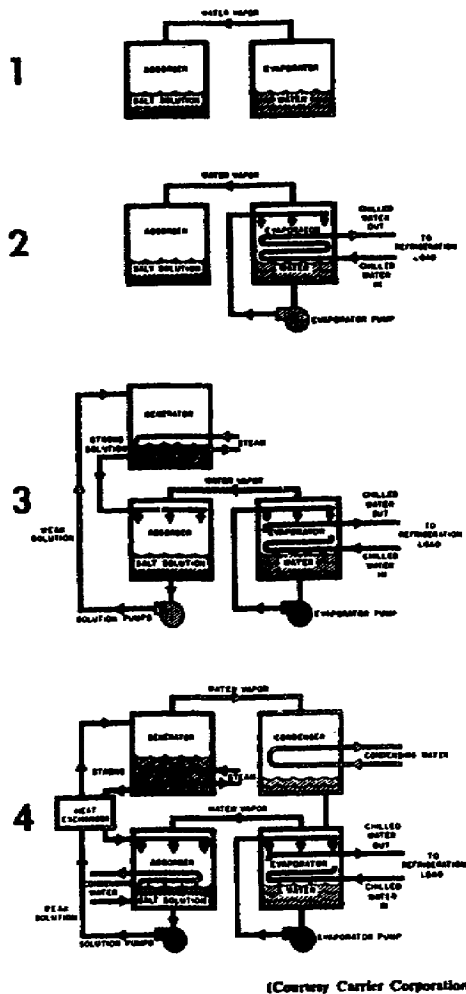 WATER VAPOR
1
ABSORBER
EVAPORATOR
SALT SOLUTION
WATER
WATER VAPOR
2
ABSORBER
EVAPORATOR
CHILLED
WATER
OUT
TO
REFRIGERATION
LOAD
SALT SOLUTION
WATER
CHILLED
WATER
IN
EVAPORATOR PUMP
GENERATOR
STRONG
SOLUTION
STEAM
3
WATER VAPOR
WEAK
SOLUTION
ABSORBER
EVAPORATOR
CHILLED
WATER
OUT
TO
REFRIGERATION
LOAD
SALT SOLUTION
WATER
CHILLED
WATER
IN
SOLUTION PUMPS
EVAPORATOR PUMP
WATER VAPOR
GENERATOR
CONDENSER
CONDENSING WATER
STRONG
STEAM
4
HEAT
EXCHANGER
WATER VAPOR
ABSORBER
EVAPORATOR
CHILLED
WATER
OUT
TO
REFRIGERATION
LOAD
WATER
WEAK
SOLUTION
SALT SOLUTION
WATER
CHILLED
WATER
IN
SOLUTION PUMPS
EVAPORATOR PUMP
(Courtesy Carrier Corporation